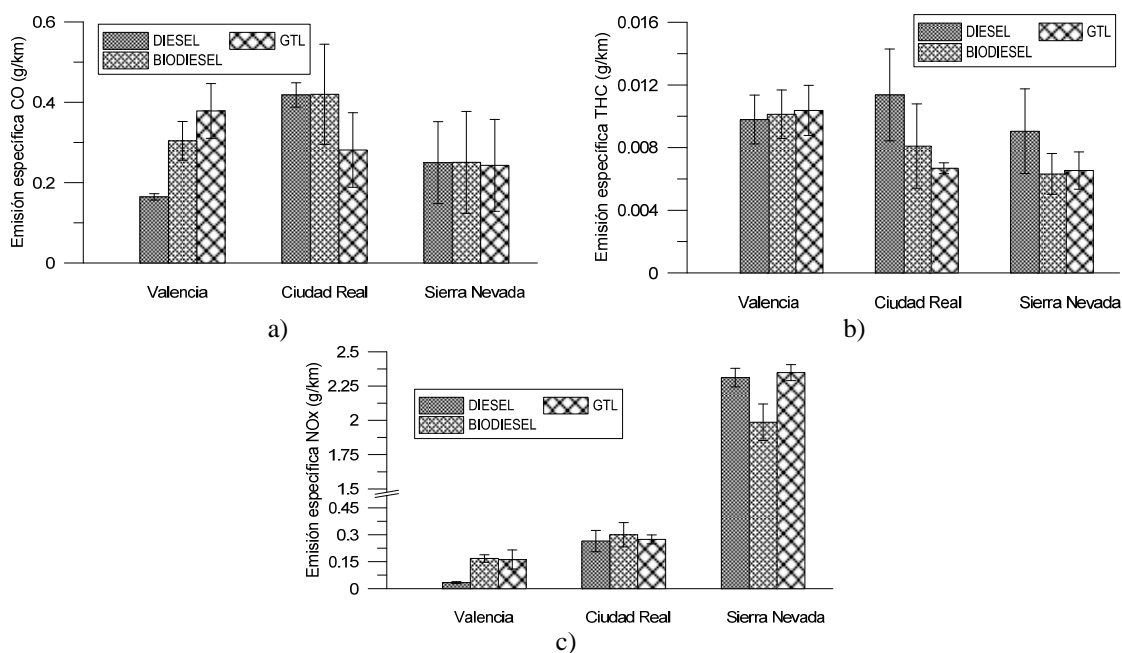 Emisión específica CO (g/km)
0.6
0.4
0.2
0
DIESEL
GTL
BIODIESEL
Valencia
Ciudad Real
Sierra Nevada
a)
Emisión específica THC (g/km)
0.016
0.012
0.008
0.004
0
DIESEL
GTL
BIODIESEL
Valencia
Ciudad Real
Sierra Nevada
b)
Emisión específica NOx (g/km)
2.5
2.25
2
1.75
1.5
0.45
0.3
0.15
0
DIESEL
GTL
BIODIESEL
Valencia
Ciudad Real
Sierra Nevada
c)